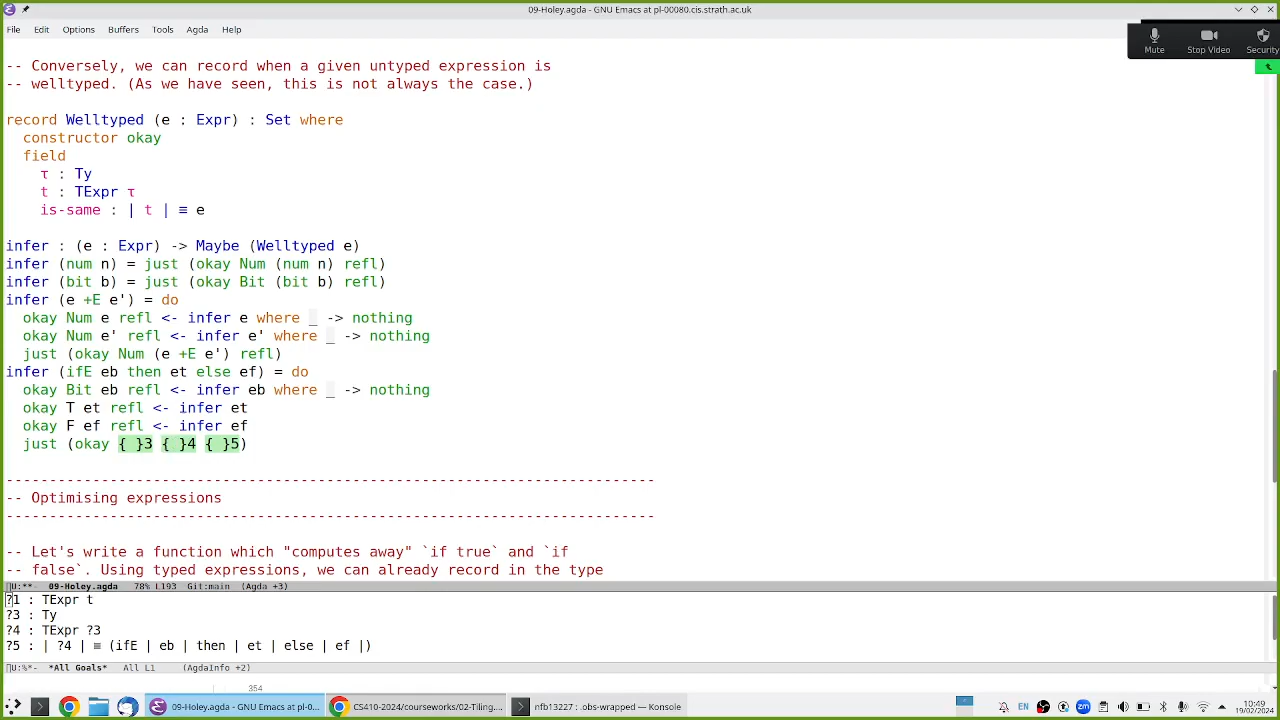 09-Holey.agda - GNU Emacs at pl-00080.cis.strath.ac.uk
File Edit Options Buffers Tools Agda Help
Mute Stop Video Security
-- Conversely, we can record when a given untyped expression is
-- welltyped. (As we have seen, this is not always the case.)
record Welltyped (e : Expr) : Set where
  constructor okay
  field
    τ : Ty
    t : TExpr τ
    is-same : | t | ≡ e
infer : (e : Expr) -> Maybe (Welltyped e)
infer (num n) = just (okay Num (num n) refl)
infer (bit b) = just (okay Bit (bit b) refl)
infer (e +E e') = do
  okay Num e refl <- infer e where _ -> nothing
  okay Num e' refl <- infer e' where _ -> nothing
  just (okay Num (e +E e') refl)
infer (ifE eb then et else ef) = do
  okay Bit eb refl <- infer eb where _ -> nothing
  okay T et refl <- infer et
  okay F ef refl <- infer ef
  just (okay { }3 { }4 { }5)
---------------------------------------------------------------------------
-- Optimising expressions
---------------------------------------------------------------------------
-- Let's write a function which "computes away" `if true` and `if
-- false`. Using typed expressions, we can already record in the type
U:**- 09-Holey.agda 78% L193 Git:main (Agda +3)
?1 : TExpr t
?3 : Ty
?4 : TExpr ?3
?5 : | ?4 | ≡ (ifE | eb | then | et | else | ef |)
U:%*- *All Goals* All L1 (AgdaInfo +2)
354
09-Holey.agda - GNU Emacs at pl-0... CS410-2324/courseworks/02-Tiling... nfb13227 : .obs-wrapped — Konsole
EN
10:49
19/02/2024